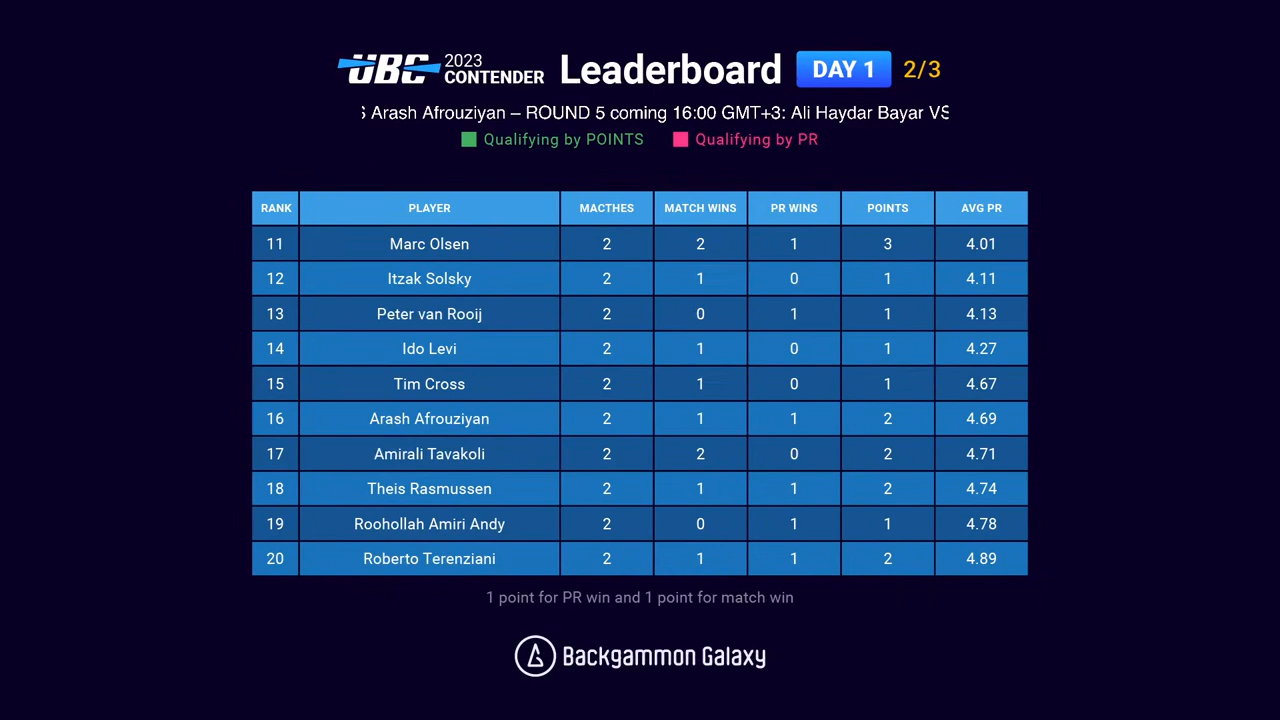 UBC 2023 CONTENDER Leaderboard DAY 1 2/3
Arash Afrouziyan – ROUND 5 coming 16:00 GMT+3: Ali Haydar Bayar VS
Qualifying by POINTS Qualifying by PR
RANK PLAYER MACTHES MATCH WINS PR WINS POINTS AVG PR
11 Marc Olsen 2 2 1 3 4.01
12 Itzak Solsky 2 1 0 1 4.11
13 Peter van Rooij 2 0 1 1 4.13
14 Ido Levi 2 1 0 1 4.27
15 Tim Cross 2 1 0 1 4.67
16 Arash Afrouziyan 2 1 1 2 4.69
17 Amirali Tavakoli 2 2 0 2 4.71
18 Theis Rasmussen 2 1 1 2 4.74
19 Roohollah Amiri Andy 2 0 1 1 4.78
20 Roberto Terenziani 2 1 1 2 4.89
1 point for PR win and 1 point for match win
Backgammon Galaxy